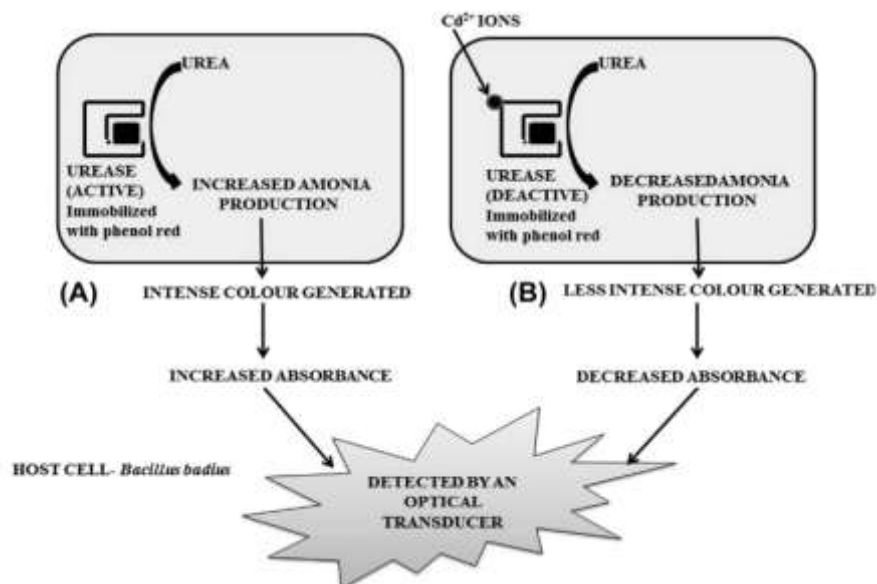 Cd²⁺ IONS
UREA
UREASE
(ACTIVE)
Immobilized
with phenol red
INCREASED AMONIA
PRODUCTION
UREA
UREASE
(DEACTIVE)
Immobilized
with phenol red
DECREASEDAMONIA
PRODUCTION
(A)
INTENSE COLOUR GENERATED
(B)
LESS INTENSE COLOUR GENERATED
INCREASED ABSORBANCE
DECREASED ABSORBANCE
HOST CELL- Bacillus badius
DETECTED BY AN
OPTICAL
TRANSDUCER